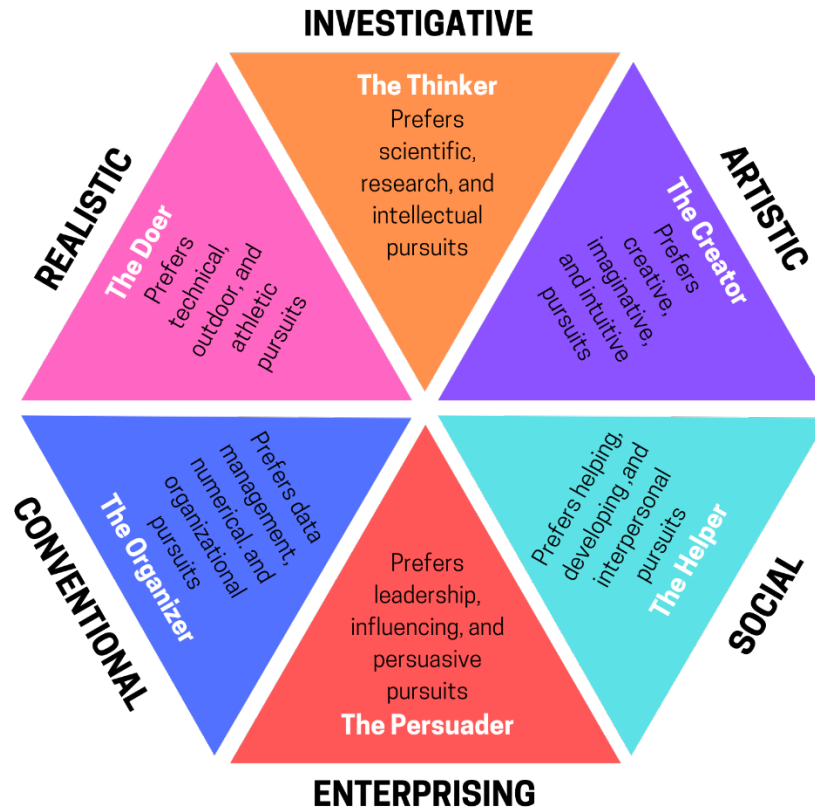 INVESTIGATIVE
The Thinker
Prefers
scientific,
research, and
intellectual
pursuits
ARTISTIC
The Creator
Prefers
creative,
imaginative,
and intuitive
pursuits
SOCIAL
Prefers helping,
developing ,and
interpersonal
pursuits
The Helper
ENTERPRISING
Prefers
leadership,
influencing, and
persuasive
pursuits
The Persuader
CONVENTIONAL
Prefers data
management,
numerical. and
organizational
pursuits
The Organizer
REALISTIC
The Doer
Prefers
technical,
outdoor, and
athletic
pursuits